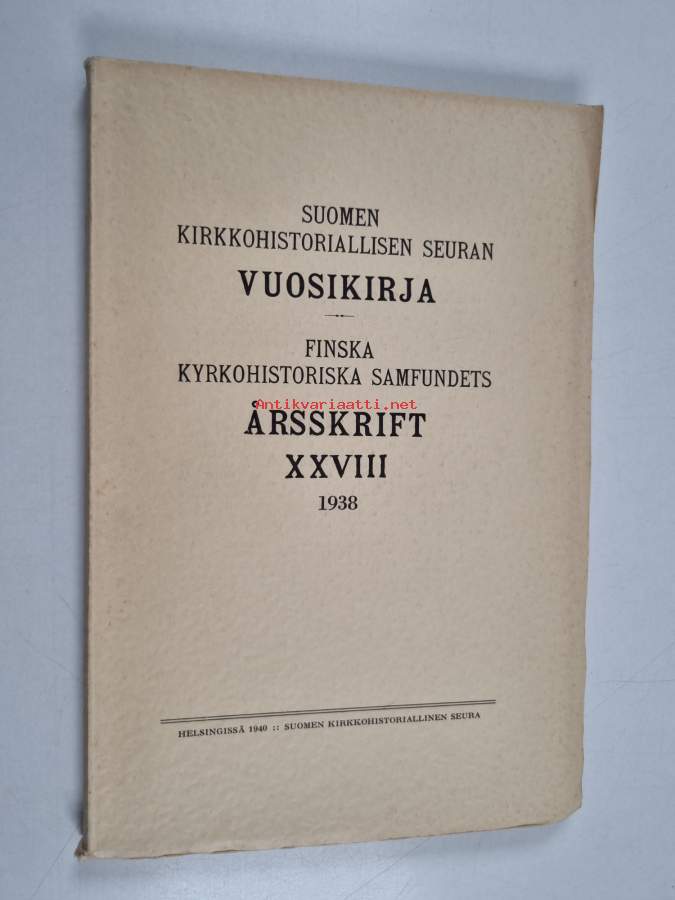 SUOMEN
KIRKKOHISTORIALLISEN SEURAN
VUOSIKIRJA
FINSKA
KYRKOHISTORISKA SAMFUNDETS
Antikvariaatti.net
ÅRSSKRIFT
XXVIII
1938
HELSINGISSÄ 1940 :: SUOMEN KIRKKOHISTORIALLINEN SEURA